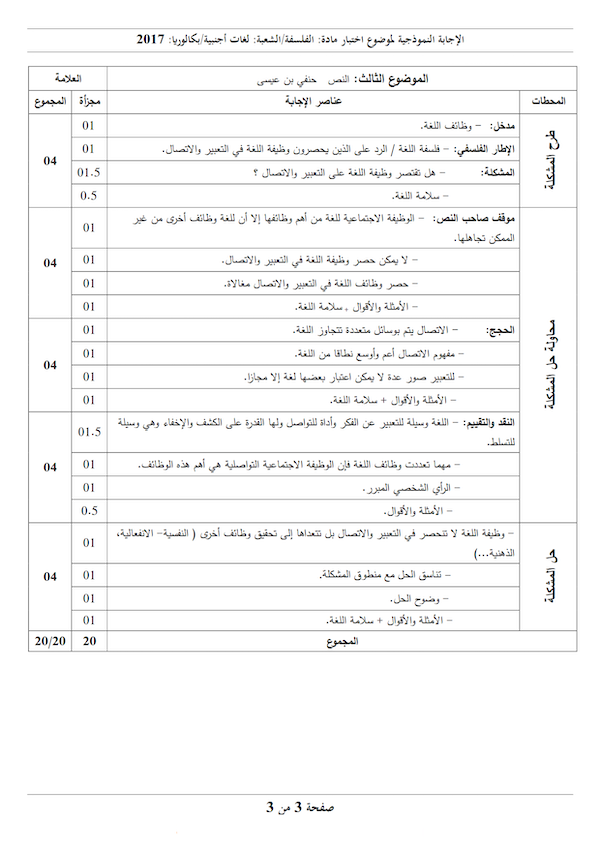 الإجابة النموذجية لموضوع اختبار مادة: الفلسفة/الشعبة: لغات أجنبية/بكالوريا: 2017
الموضوع الثالث: النص حنفي بن عيسى
العلامة
المحطات
عناصر الإجابة
مجزأة
المجموع
طرح المشكلة
مدخل: – وظائف اللغة.
01
04
الإطار الفلسفي: – فلسفة اللغة / الرد على الذين يحصرون وظيفة اللغة في التعبير والاتصال.
01
المشكلة: – هل تقتصر وظيفة اللغة على التعبير والاتصال ؟
01.5
– سلامة اللغة.
0.5
محاولة حل المشكلة
موقف صاحب النص: – الوظيفة الاجتماعية للغة من أهم وظائفها إلا أن للغة وظائف أخرى من غير
الممكن تجاهلها.
01
04
– لا يمكن حصر وظيفة اللغة في التعبير والاتصال.
01
– حصر وظائف اللغة في التعبير والاتصال مغالاة.
01
– الأمثلة والأقوال + سلامة اللغة.
01
الحجج: – الاتصال يتم بوسائل متعددة تتجاوز اللغة.
01
04
– مفهوم الاتصال أعم وأوسع نطاقا من اللغة.
01
– للتعبير صور عدة لا يمكن اعتبار بعضها لغة إلا مجازا.
01
– الأمثلة والأقوال + سلامة اللغة.
01
النقد والتقييم: – اللغة وسيلة للتعبير عن الفكر وأداة للتواصل ولها القدرة على الكشف والإخفاء وهي وسيلة
للتسلط.
01.5
04
– مهما تعددت وظائف اللغة فإن الوظيفة الاجتماعية التواصلية هي أهم هذه الوظائف.
01
– الرأي الشخصي المبرر.
01
– الأمثلة والأقوال.
0.5
حل المشكلة
– وظيفة اللغة لا تنحصر في التعبير والاتصال بل تتعداها إلى تحقيق وظائف أخرى ( النفسية– الانفعالية،
الذهنية...)
01
04
– تناسق الحل مع منطوق المشكلة.
01
– وضوح الحل.
01
– الأمثلة والأقوال + سلامة اللغة.
01
المجموع
20
20/20
صفحة 3 من 3